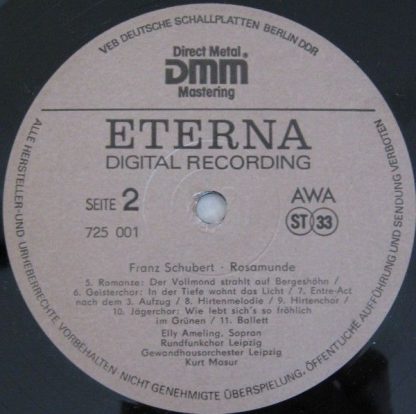 VEB DEUTSCHE SCHALLPLATTEN BERLIN DDR
Direct Metal
DMM
Mastering
ETERNA
DIGITAL RECORDING
SEITE 2
AWA
725 001
ST 33
Franz Schubert · Rosamunde
5. Romanze: Der Vollmond strahlt auf Bergeshöhn /
6. Geisterchor: In der Tiefe wohnt das Licht / 7. Entre-Act
nach dem 3. Aufzug / 8. Hirtenmelodie / 9. Hirtenchor /
10. Jägerchor: Wie lebt sich's so fröhlich
im Grünen / 11. Ballett
Elly Ameling, Sopran
Rundfunkchor Leipzig
Gewandhausorchester Leipzig
Kurt Masur
ALLE HERSTELLER-UND URHEBERRECHTE VORBEHALTEN NICHT GENEHMIGTE ÜBERSPIELUNG, ÖFFENTLICHE AUFFÜHRUNG UND SENDUNG VERBOTEN